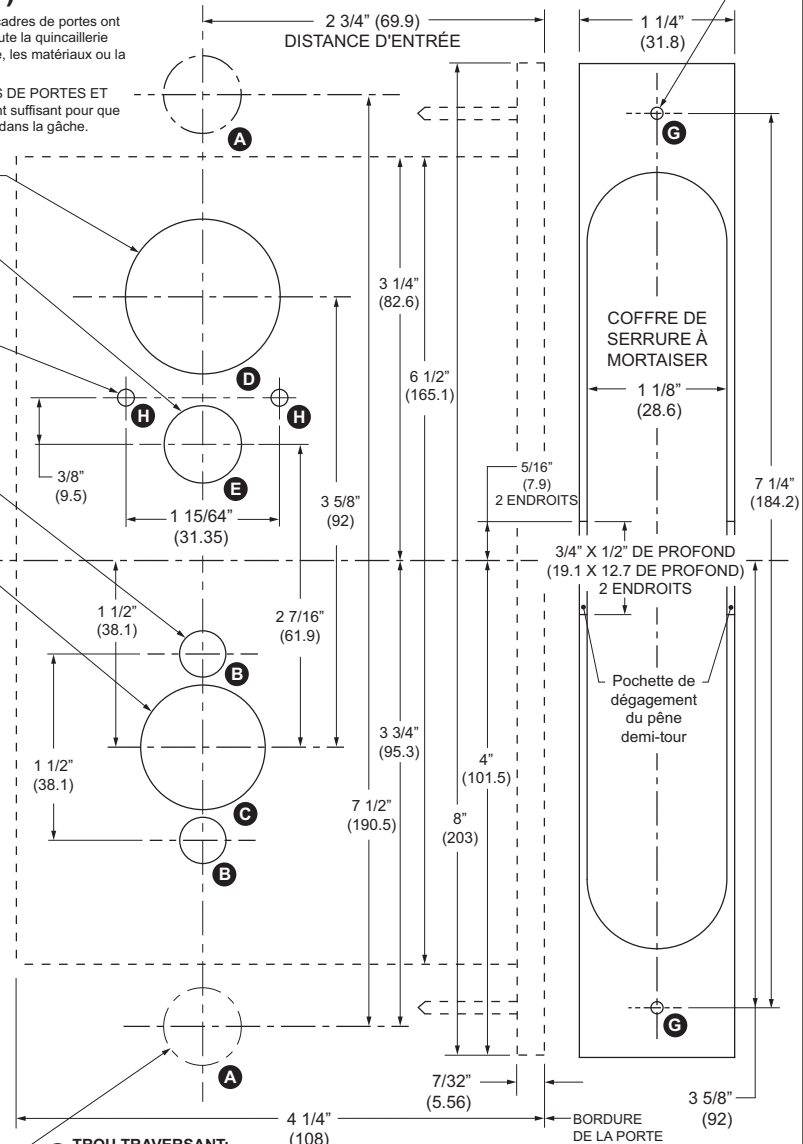 cadres de portes ont
ute la quincaillerie
e, les matériaux ou la
S DE PORTES ET
nt suffisant pour que
dans la gâche.
2 3/4” (69.9)
DISTANCE D'ENTRÉE
1 1/4”
(31.8)
A
G
3 1/4”
(82.6)
COFFRE DE
SERRURE À
MORTAISER
D
6 1/2”
(165.1)
1 1/8”
(28.6)
H
H
3/8”
(9.5)
E
5/16”
(7.9)
2 ENDROITS
7 1/4”
(184.2)
1 15/64”
(31.35)
3 5/8”
(92)
3/4” X 1/2” DE PROFOND
(19.1 X 12.7 DE PROFOND)
2 ENDROITS
1 1/2”
(38.1)
2 7/16”
(61.9)
B
Pochette de
dégagement
du pêne
demi-tour
3 3/4”
(95.3)
1 1/2”
(38.1)
4”
(101.5)
C
7 1/2”
(190.5)
8”
(203)
B
G
A
7/32”
(5.56)
3 5/8”
(92)
4 1/4”
(108)
BORDURE
DE LA PORTE
TROU TRAVERSANT: